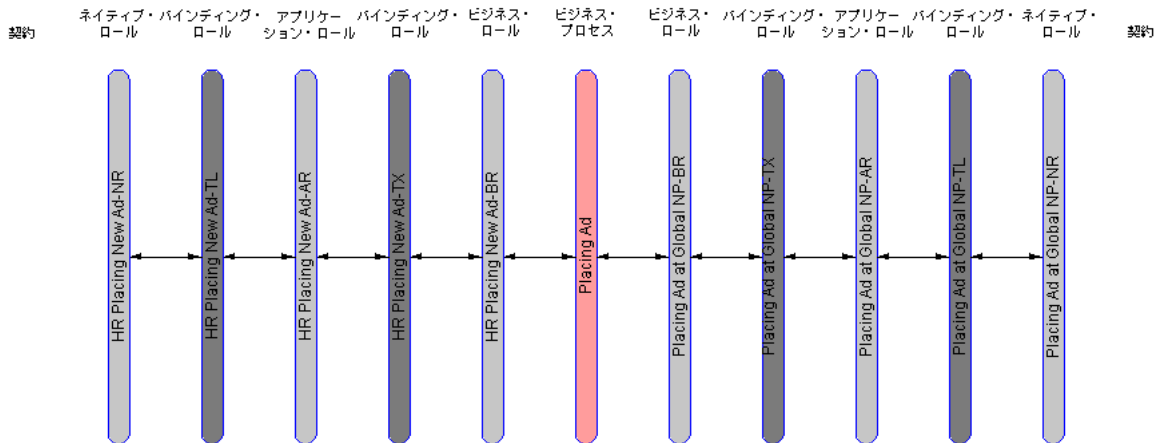 契約
ネイティブ・
ロール
バインディング・
ロール
アプリケー
ション・ロール
バインディング・
ロール
ビジネス・
ロール
ビジネス・
プロセス
ビジネス・
ロール
バインディング・
ロール
アプリケー
ション・ロール
バインディング・
ロール
ネイティブ・
ロール
契約
HR Placing New Ad-NR
HR Placing New Ad-TL
HR Placing New Ad-AR
HR Placing New Ad-TX
HR Placing New Ad-BR
Placing Ad
Placing Ad at Global NP-BR
Placing Ad at Global NP-TX
Placing Ad at Global NP-AR
Placing Ad at Global NP-TL
Placing Ad at Global NP-NR